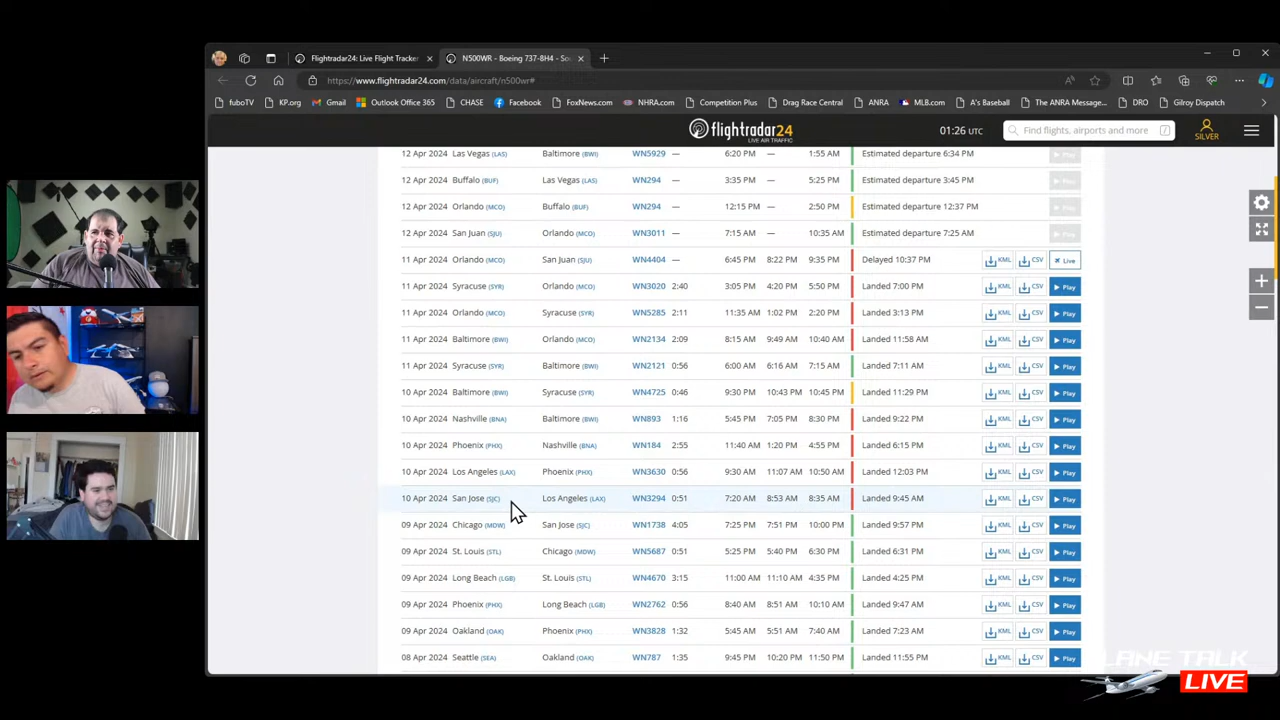 Flightradar24: Live Flight Tracker
N500WR - Boeing 737-8H4 - So
https://www.flightradar24.com/data/aircraft/n500wr#
fuboTV KP.org Gmail Outlook Office 365 CHASE Facebook FoxNews.com NHRA.com Competition Plus Drag Race Central ANRA MLB.com A's Baseball The ANRA Message... DRO Gilroy Dispatch
flightradar24
LIVE AIR TRAFFIC
01:26 UTC
Find flights, airports and more /
SILVER
12 Apr 2024 Las Vegas (LAS) Baltimore (BWI) WN5929 — 6:20 PM — 1:55 AM Estimated departure 6:34 PM Play
12 Apr 2024 Buffalo (BUF) Las Vegas (LAS) WN294 — 3:35 PM — 5:25 PM Estimated departure 3:45 PM Play
12 Apr 2024 Orlando (MCO) Buffalo (BUF) WN294 — 12:15 PM — 2:50 PM Estimated departure 12:37 PM Play
12 Apr 2024 San Juan (SJU) Orlando (MCO) WN3011 — 7:15 AM — 10:35 AM Estimated departure 7:25 AM Play
11 Apr 2024 Orlando (MCO) San Juan (SJU) WN4404 — 6:45 PM 8:22 PM 9:35 PM Delayed 10:37 PM KML CSV Live
11 Apr 2024 Syracuse (SYR) Orlando (MCO) WN3020 2:40 3:05 PM 4:20 PM 5:50 PM Landed 7:00 PM KML CSV Play
11 Apr 2024 Orlando (MCO) Syracuse (SYR) WN5285 2:11 11:35 AM 1:02 PM 2:20 PM Landed 3:13 PM KML CSV Play
11 Apr 2024 Baltimore (BWI) Orlando (MCO) WN2134 2:09 8:15 AM 9:49 AM 10:40 AM Landed 11:58 AM KML CSV Play
11 Apr 2024 Syracuse (SYR) Baltimore (BWI) WN2121 0:56 6:00 AM 6:16 AM 7:15 AM Landed 7:11 AM KML CSV Play
10 Apr 2024 Baltimore (BWI) Syracuse (SYR) WN4725 0:46 9:30 PM 10:43 PM 10:45 PM Landed 11:29 PM KML CSV Play
10 Apr 2024 Nashville (BNA) Baltimore (BWI) WN893 1:16 5:45 PM 7:05 PM 8:30 PM Landed 9:22 PM KML CSV Play
10 Apr 2024 Phoenix (PHX) Nashville (BNA) WN184 2:55 11:40 AM 1:20 PM 4:55 PM Landed 6:15 PM KML CSV Play
10 Apr 2024 Los Angeles (LAX) Phoenix (PHX) WN3630 0:56 9:30 AM 11:07 AM 10:50 AM Landed 12:03 PM KML CSV Play
10 Apr 2024 San Jose (SJC) Los Angeles (LAX) WN3294 0:51 7:20 AM 8:53 AM 8:35 AM Landed 9:45 AM KML CSV Play
09 Apr 2024 Chicago (MDW) San Jose (SJC) WN1738 4:05 7:25 PM 7:51 PM 10:00 PM Landed 9:57 PM KML CSV Play
09 Apr 2024 St. Louis (STL) Chicago (MDW) WN5687 0:51 5:25 PM 5:40 PM 6:30 PM Landed 6:31 PM KML CSV Play
09 Apr 2024 Long Beach (LGB) St. Louis (STL) WN4670 3:15 11:00 AM 11:10 AM 4:35 PM Landed 4:25 PM KML CSV Play
09 Apr 2024 Phoenix (PHX) Long Beach (LGB) WN2762 0:56 8:40 AM 8:51 AM 10:10 AM Landed 9:47 AM KML CSV Play
09 Apr 2024 Oakland (OAK) Phoenix (PHX) WN3828 1:32 5:45 AM 5:51 AM 7:40 AM Landed 7:23 AM KML CSV Play
08 Apr 2024 Seattle (SEA) Oakland (OAK) WN787 1:35 9:45 PM 10:20 PM 11:50 PM Landed 11:55 PM KML CSV Play
LANE TALK
LIVE